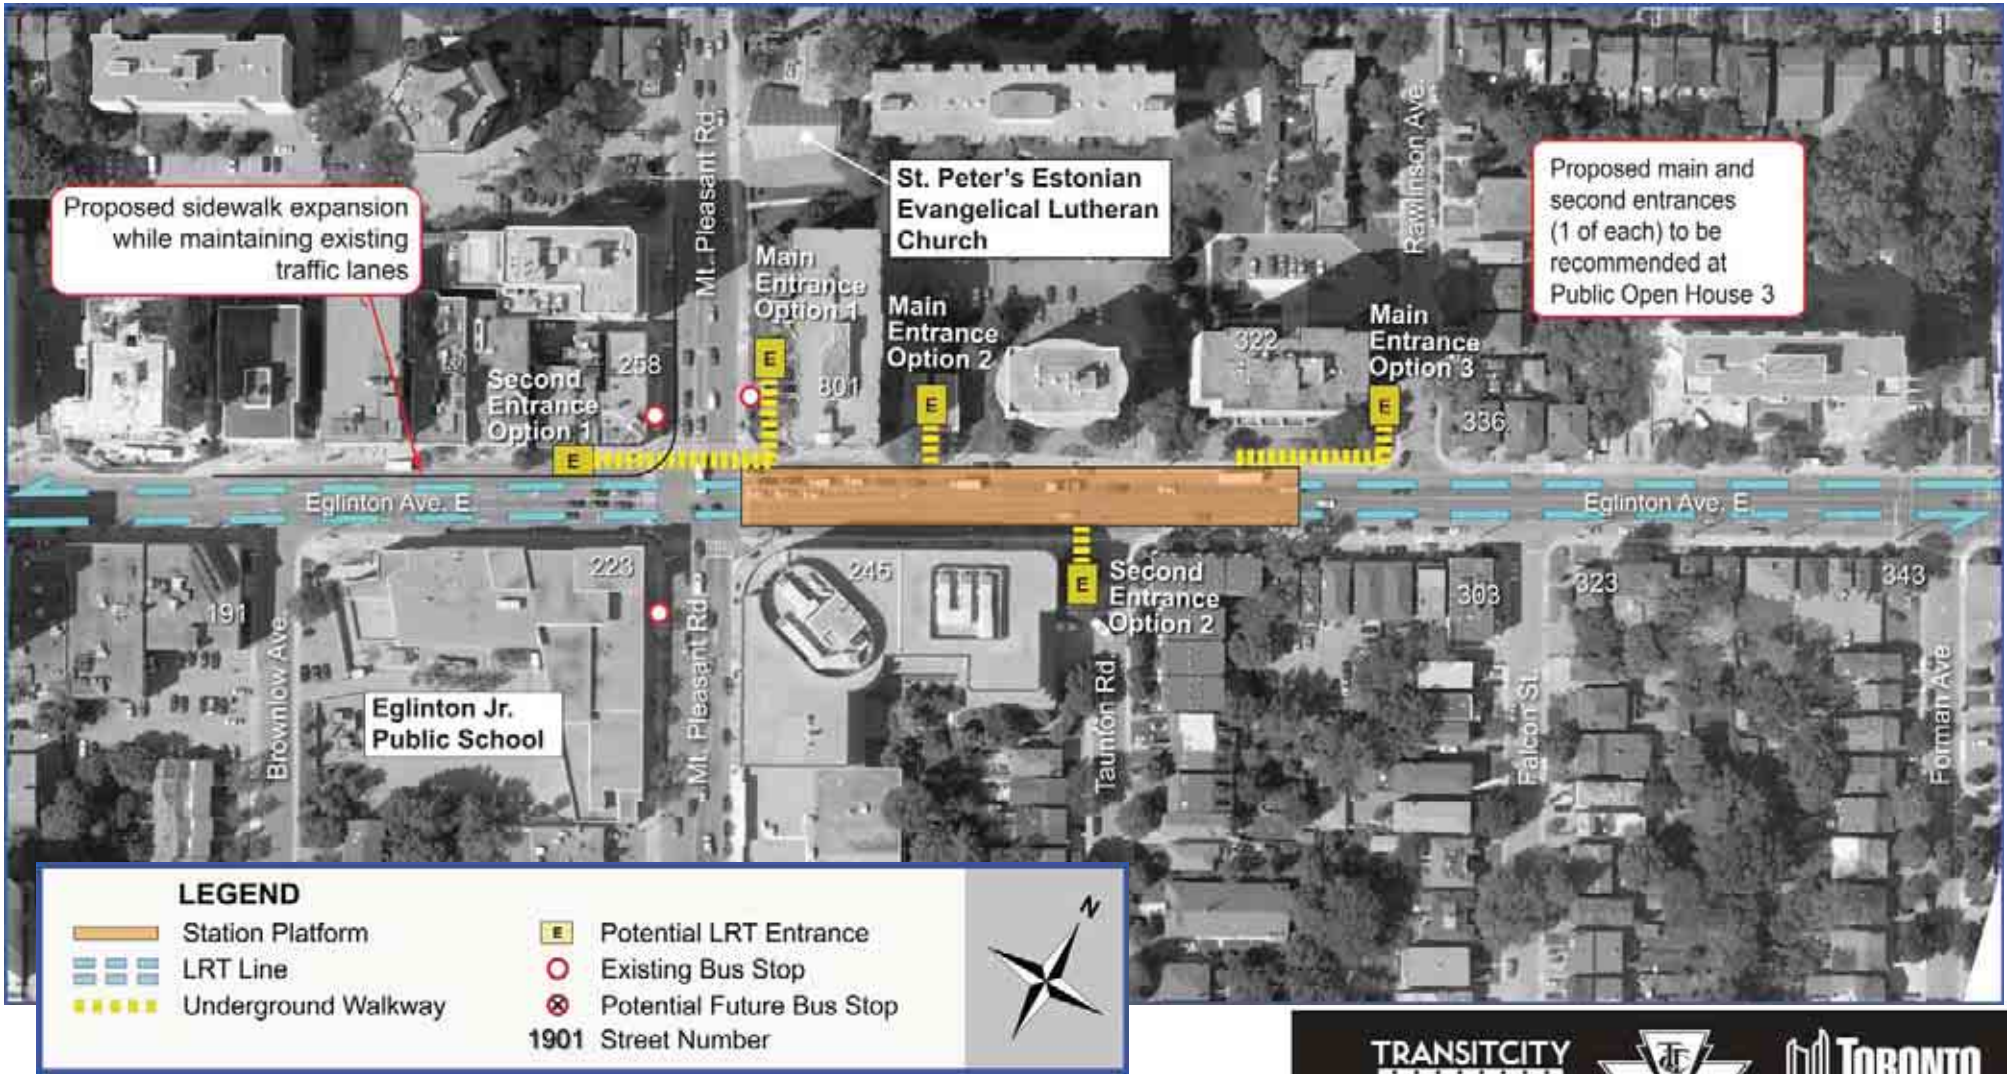 Proposed sidewalk expansion
while maintaining existing
traffic lanes
Mt.Pleasant Rd.
St. Peter's Estonian
Evangelical Lutheran
Church
Rawlinson Ave.
Proposed main and
second entrances
(1 of each) to be
recommended at
Public Open House 3
Main
Entrance
Option 1
E
Main
Entrance
Option 2
E
Main
Entrance
Option 3
E
Second
Entrance
Option 1
E
258
801
322
336
Eglinton Ave. E.
Eglinton Ave. E.
191
223
245
E
Second
Entrance
Option 2
303
323
343
Brownlow Ave.
Eglinton Jr.
Public School
Mt. Pleasant Rd.
Taunton Rd.
Falcon St.
Forman Ave.
LEGEND
Station Platform
LRT Line
Underground Walkway
E Potential LRT Entrance
Existing Bus Stop
Potential Future Bus Stop
1901 Street Number
N
TRANSITCITY
TORONTO